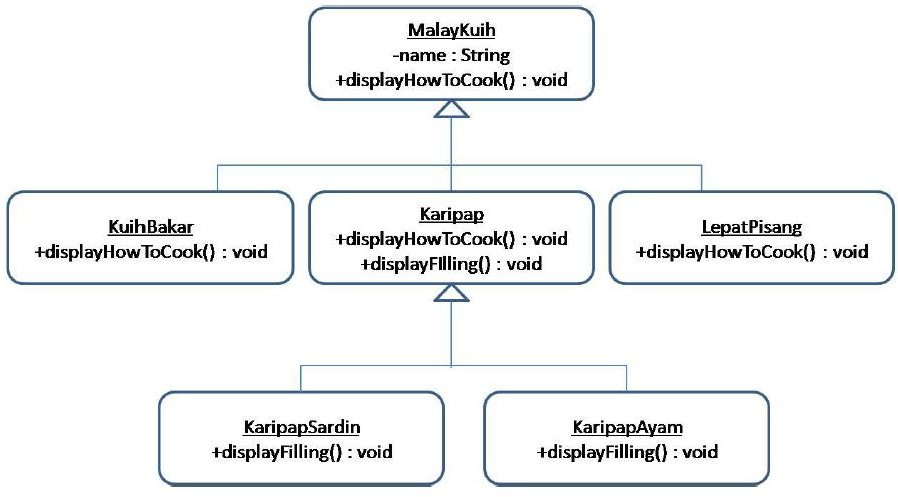 MalayKuih
-name : String
+displayHowToCook() : void
KuihBakar
+displayHowToCook() : void
Karipap
+displayHowToCook() : void
+displayFIlling() : void
LepatPisang
+displayHowToCook() : void
KaripapSardin
+displayFilling() : void
KaripapAyam
+displayFilling() : void